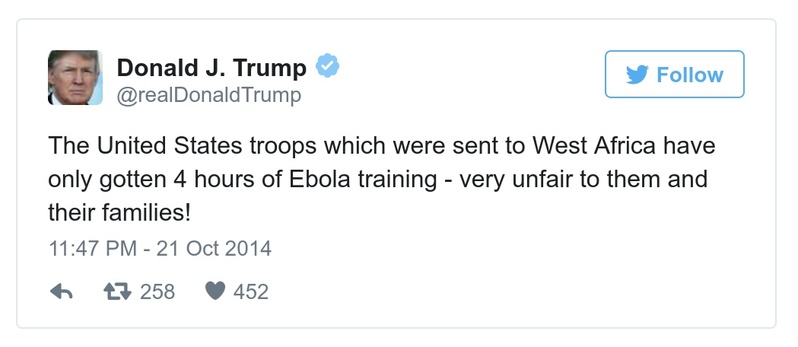 Donald J. Trump
@realDonaldTrump
Follow
The United States troops which were sent to West Africa have
only gotten 4 hours of Ebola training - very unfair to them and
their families!
11:47 PM - 21 Oct 2014
258 452